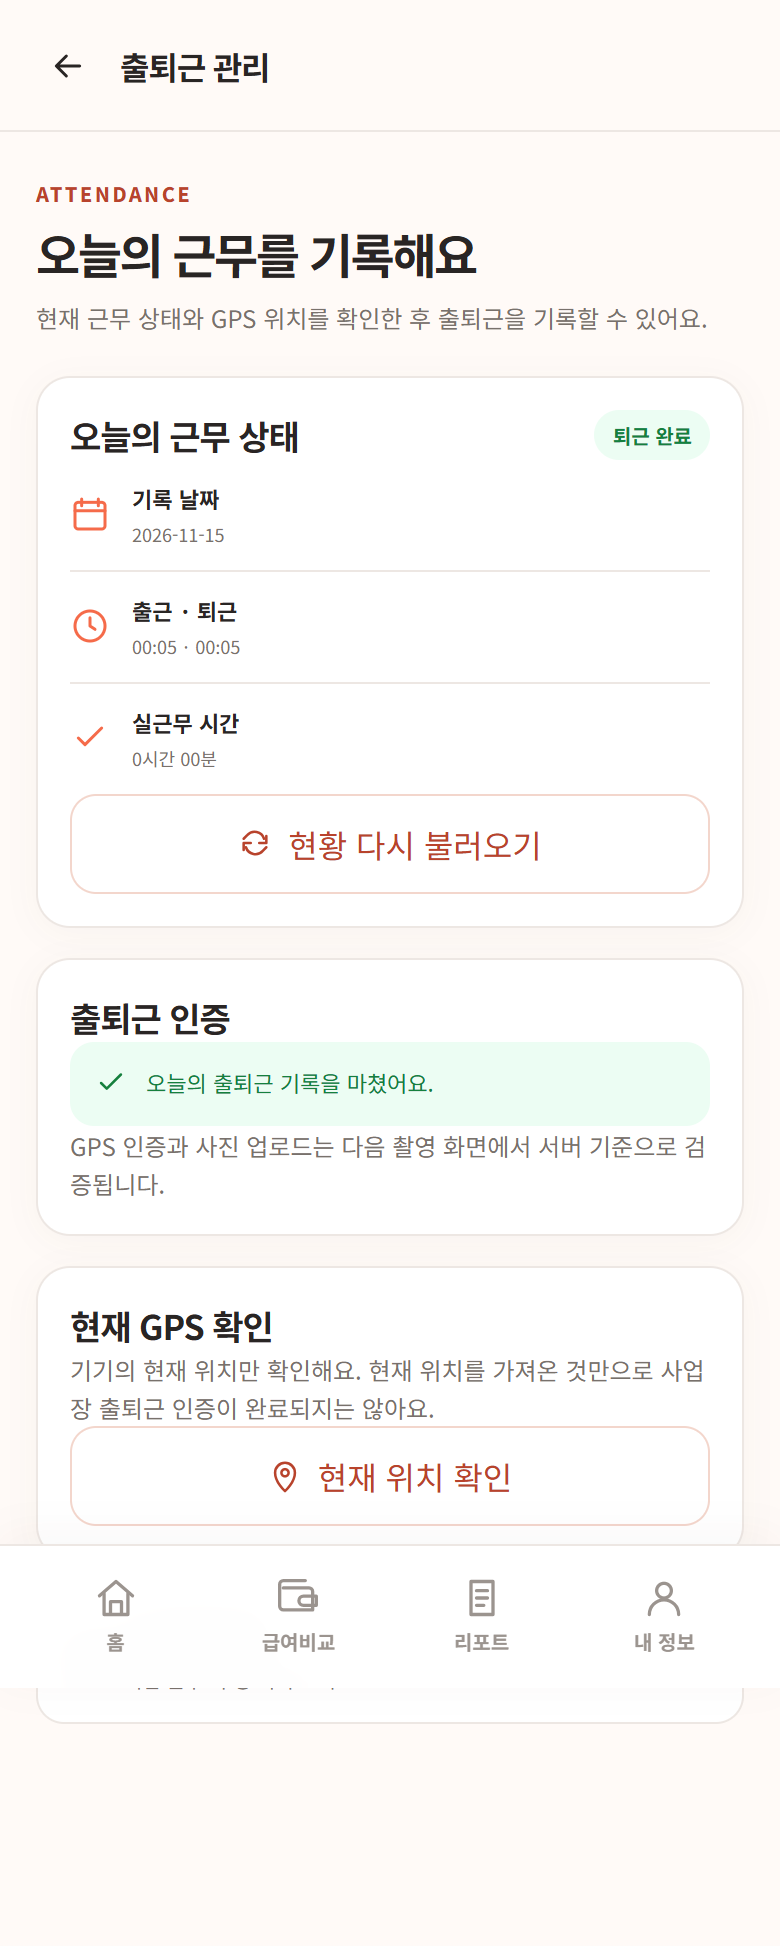 출퇴근 관리
ATTENDANCE
오늘의 근무를 기록해요
현재 근무 상태와 GPS 위치를 확인한 후 출퇴근을 기록할 수 있어요.
오늘의 근무 상태
퇴근 완료
기록 날짜
2026-11-15
출근 · 퇴근
00:05 · 00:05
실근무 시간
0시간 00분
현황 다시 불러오기
출퇴근 인증
오늘의 출퇴근 기록을 마쳤어요.
GPS 인증과 사진 업로드는 다음 촬영 화면에서 서버 기준으로 검
증됩니다.
현재 GPS 확인
기기의 현재 위치만 확인해요. 현재 위치를 가져온 것만으로 사업
장 출퇴근 인증이 완료되지는 않아요.
현재 위치 확인
홈
급여비교
리포트
내 정보